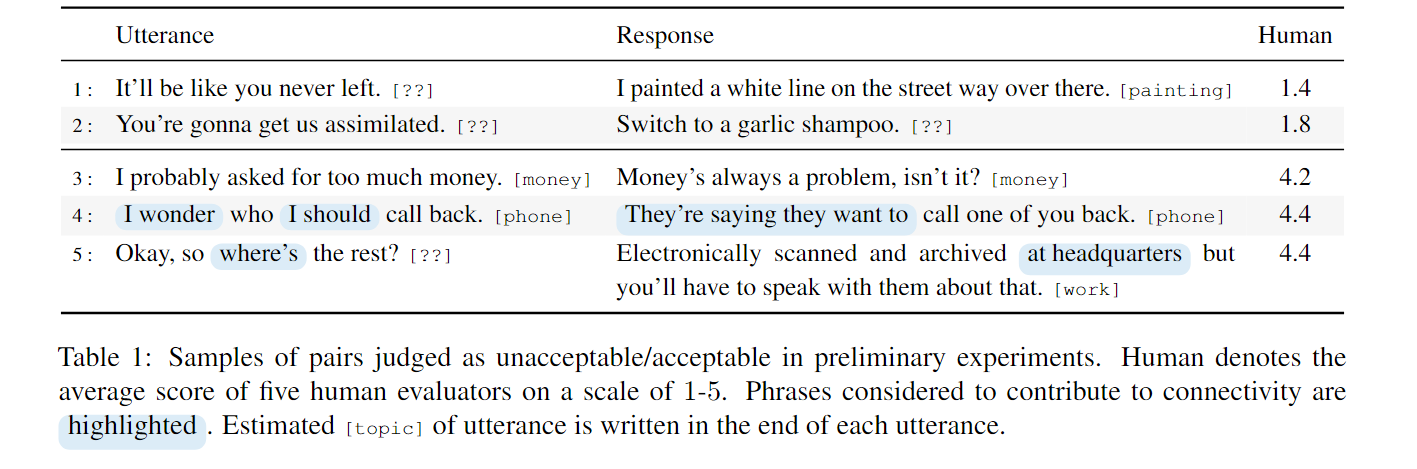 Utterance Response Human
1: It'll be like you never left. [??] I painted a white line on the street way over there. [painting] 1.4
2: You're gonna get us assimilated. [??] Switch to a garlic shampoo. [??] 1.8
3: I probably asked for too much money. [money] Money's always a problem, isn't it? [money] 4.2
4: I wonder who I should call back. [phone] They're saying they want to call one of you back. [phone] 4.4
5: Okay, so where's the rest? [??] Electronically scanned and archived at headquarters but 4.4
you'll have to speak with them about that. [work]
Table 1: Samples of pairs judged as unacceptable/acceptable in preliminary experiments. Human denotes the
average score of five human evaluators on a scale of 1-5. Phrases considered to contribute to connectivity are
highlighted . Estimated [topic] of utterance is written in the end of each utterance.